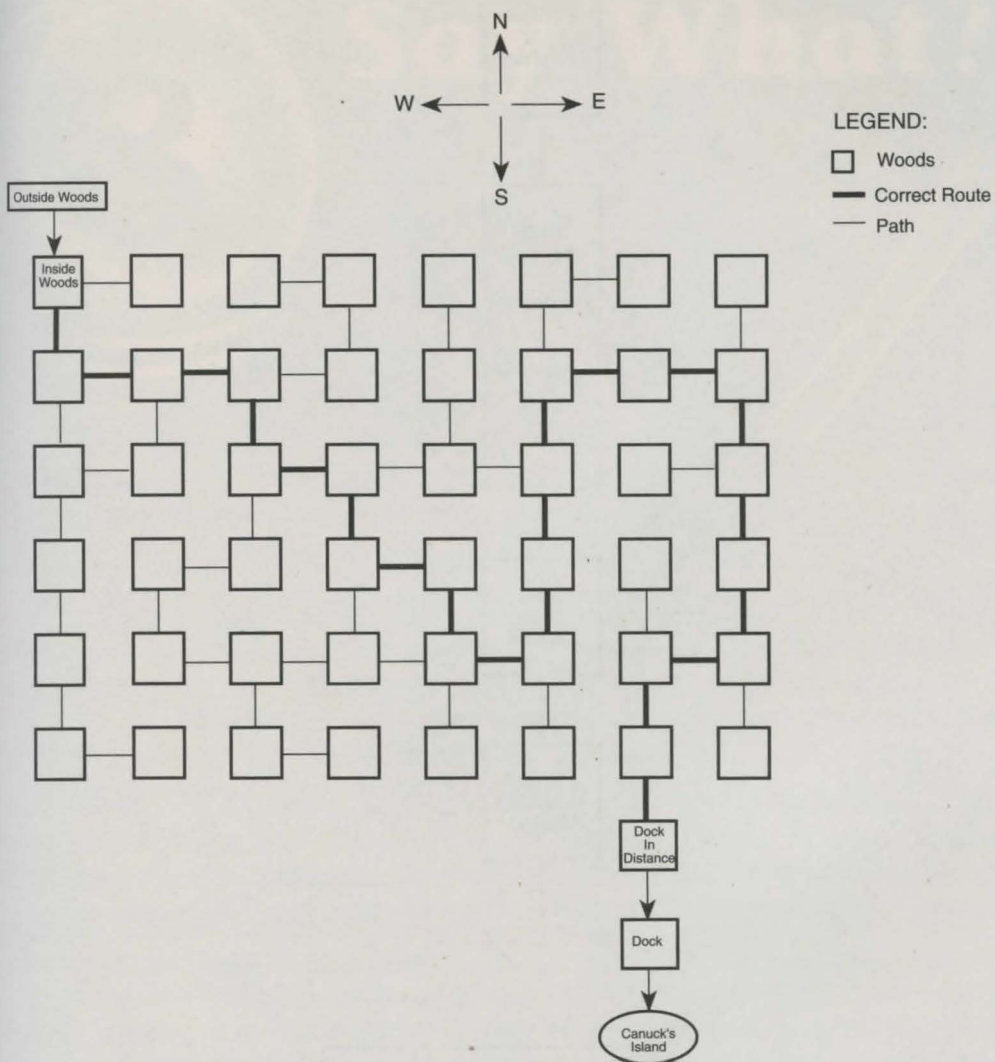 N
W
E
S
LEGEND:
Woods
Correct Route
Path
Outside Woods
Inside
Woods
Dock
In
Distance
Dock
Canuck's
Island